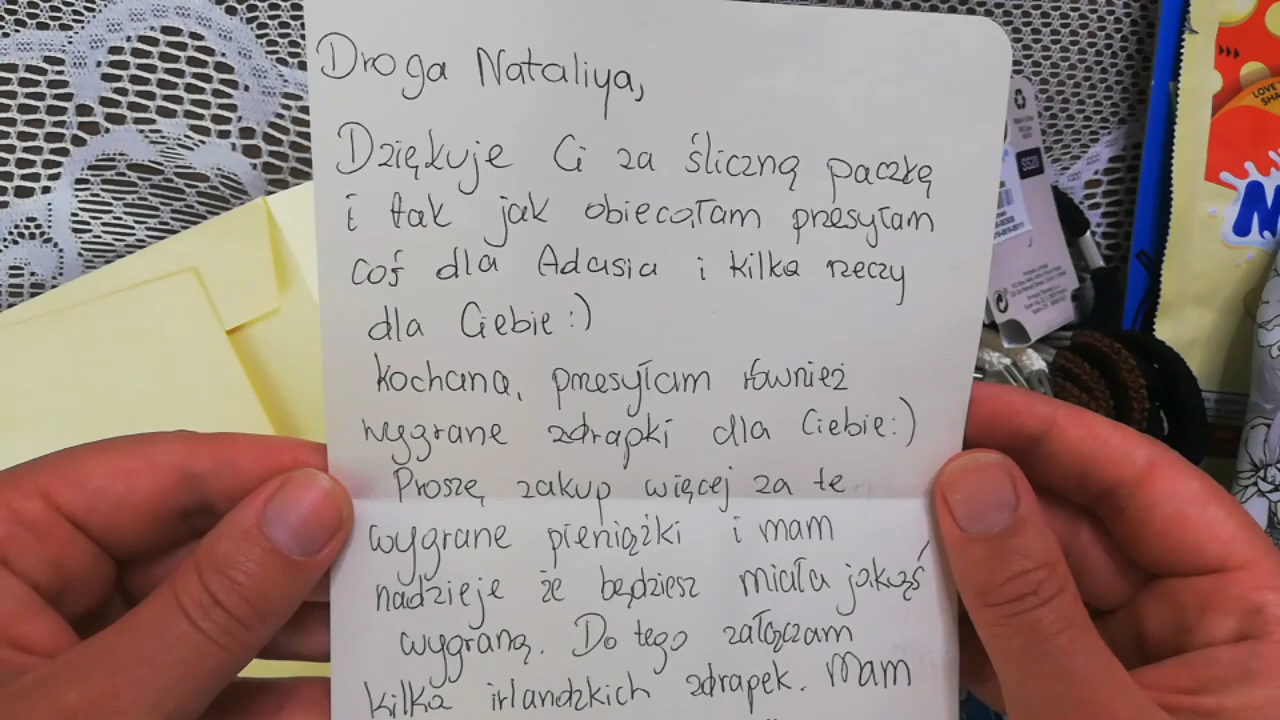 Droga Nataliya,
Dziękuje Ci za śliczną paczkę
i tak jak obiecałam przesyłam
coś dla Adasia i kilka rzeczy
dla Ciebie:)
kochana, przesyłam również
wygrane zdrapki dla Ciebie:)
Proszę zakup więcej za te
wygrane pieniążki i mam
nadzieje że będziesz miała jakąś
wygraną. Do tego załączam
kilka irlandzkich zdrapek. Mam
LOVE
SS20